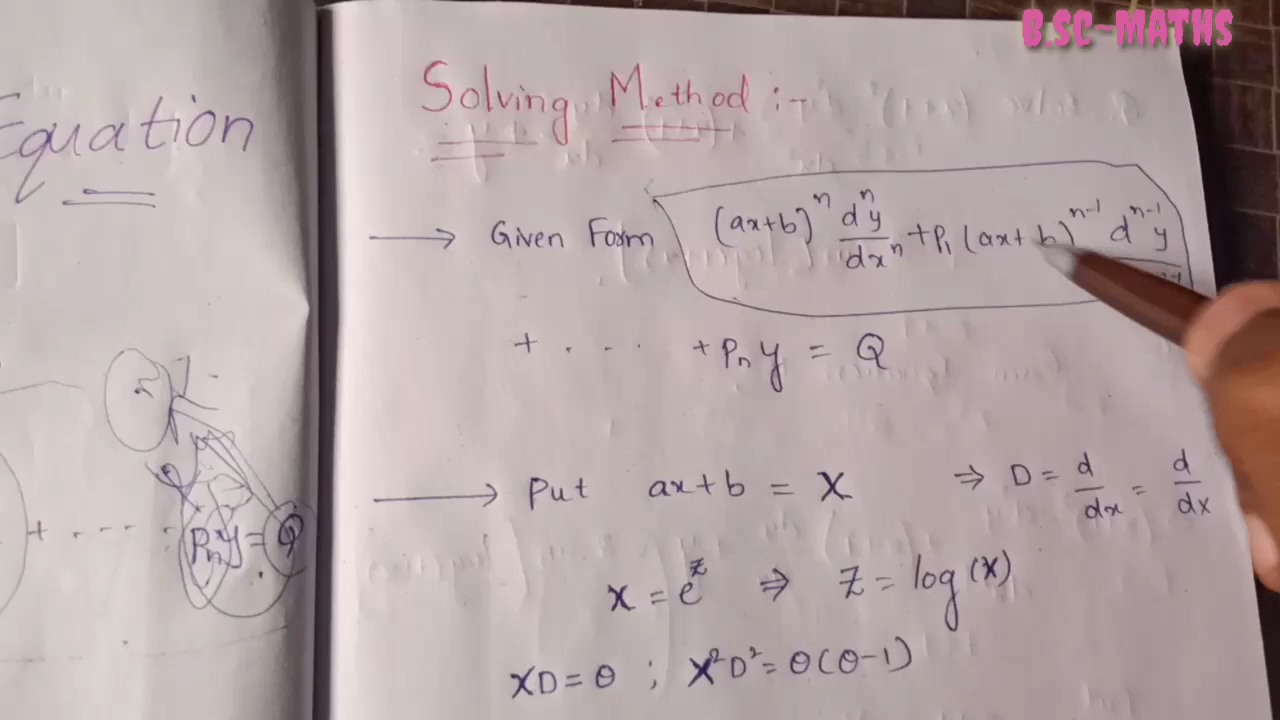 B.SC-MATHS
Equation
Solving Method :-
→ Given Form (ax+b)^n d^n y/dx^n + P₁ (ax+b)^{n-1} d^{n-1}y
+ . . . . + Pₙ y = Q
+ . . . . Pₙ y = Q
→ Put ax+b = X ⇒ D = d/dx = d/dx
X = e^z ⇒ z = log(X)
XD = θ ; X²D² = θ(θ-1)